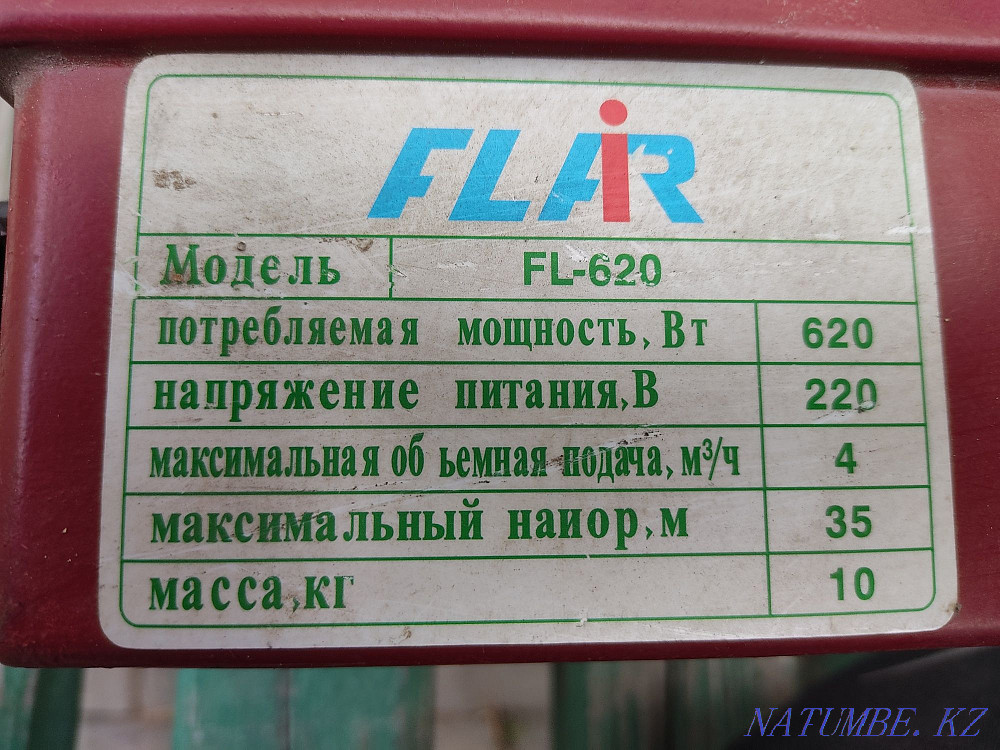 FLAiR
Модель FL-620
потребляемая мощность, Вт 620
напряжение питания, В 220
максимальная об ьемная подача, м³/ч 4
максимальный наиор, м 35
масса, кг 10
NATUMBE. KZ